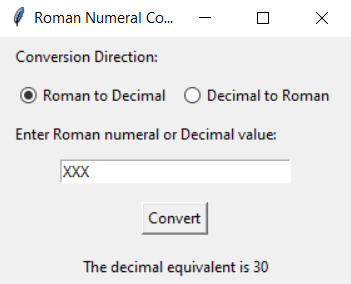 Roman Numeral Co...
Conversion Direction:
Roman to Decimal Decimal to Roman
Enter Roman numeral or Decimal value:
XXX
Convert
The decimal equivalent is 30